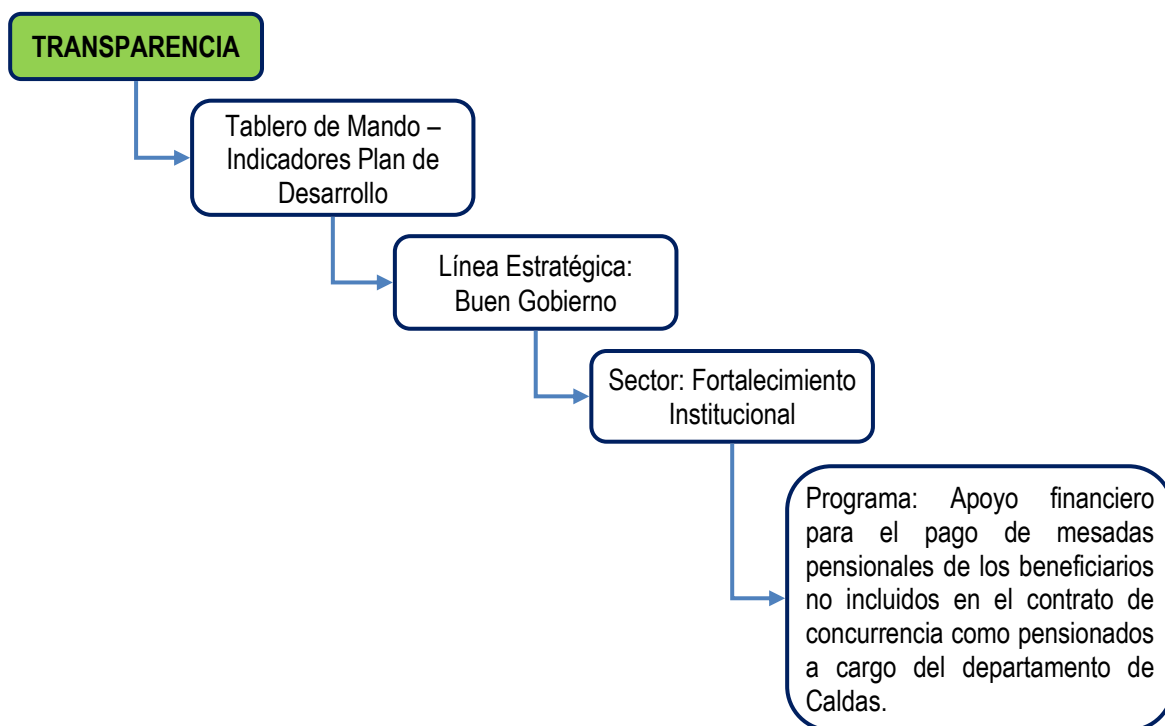 TRANSPARENCIA
Tablero de Mando –
Indicadores Plan de
Desarrollo
Línea Estratégica:
Buen Gobierno
Sector: Fortalecimiento
Institucional
Programa: Apoyo financiero
para el pago de mesadas
pensionales de los beneficiarios
no incluidos en el contrato de
concurrencia como pensionados
a cargo del departamento de
Caldas.